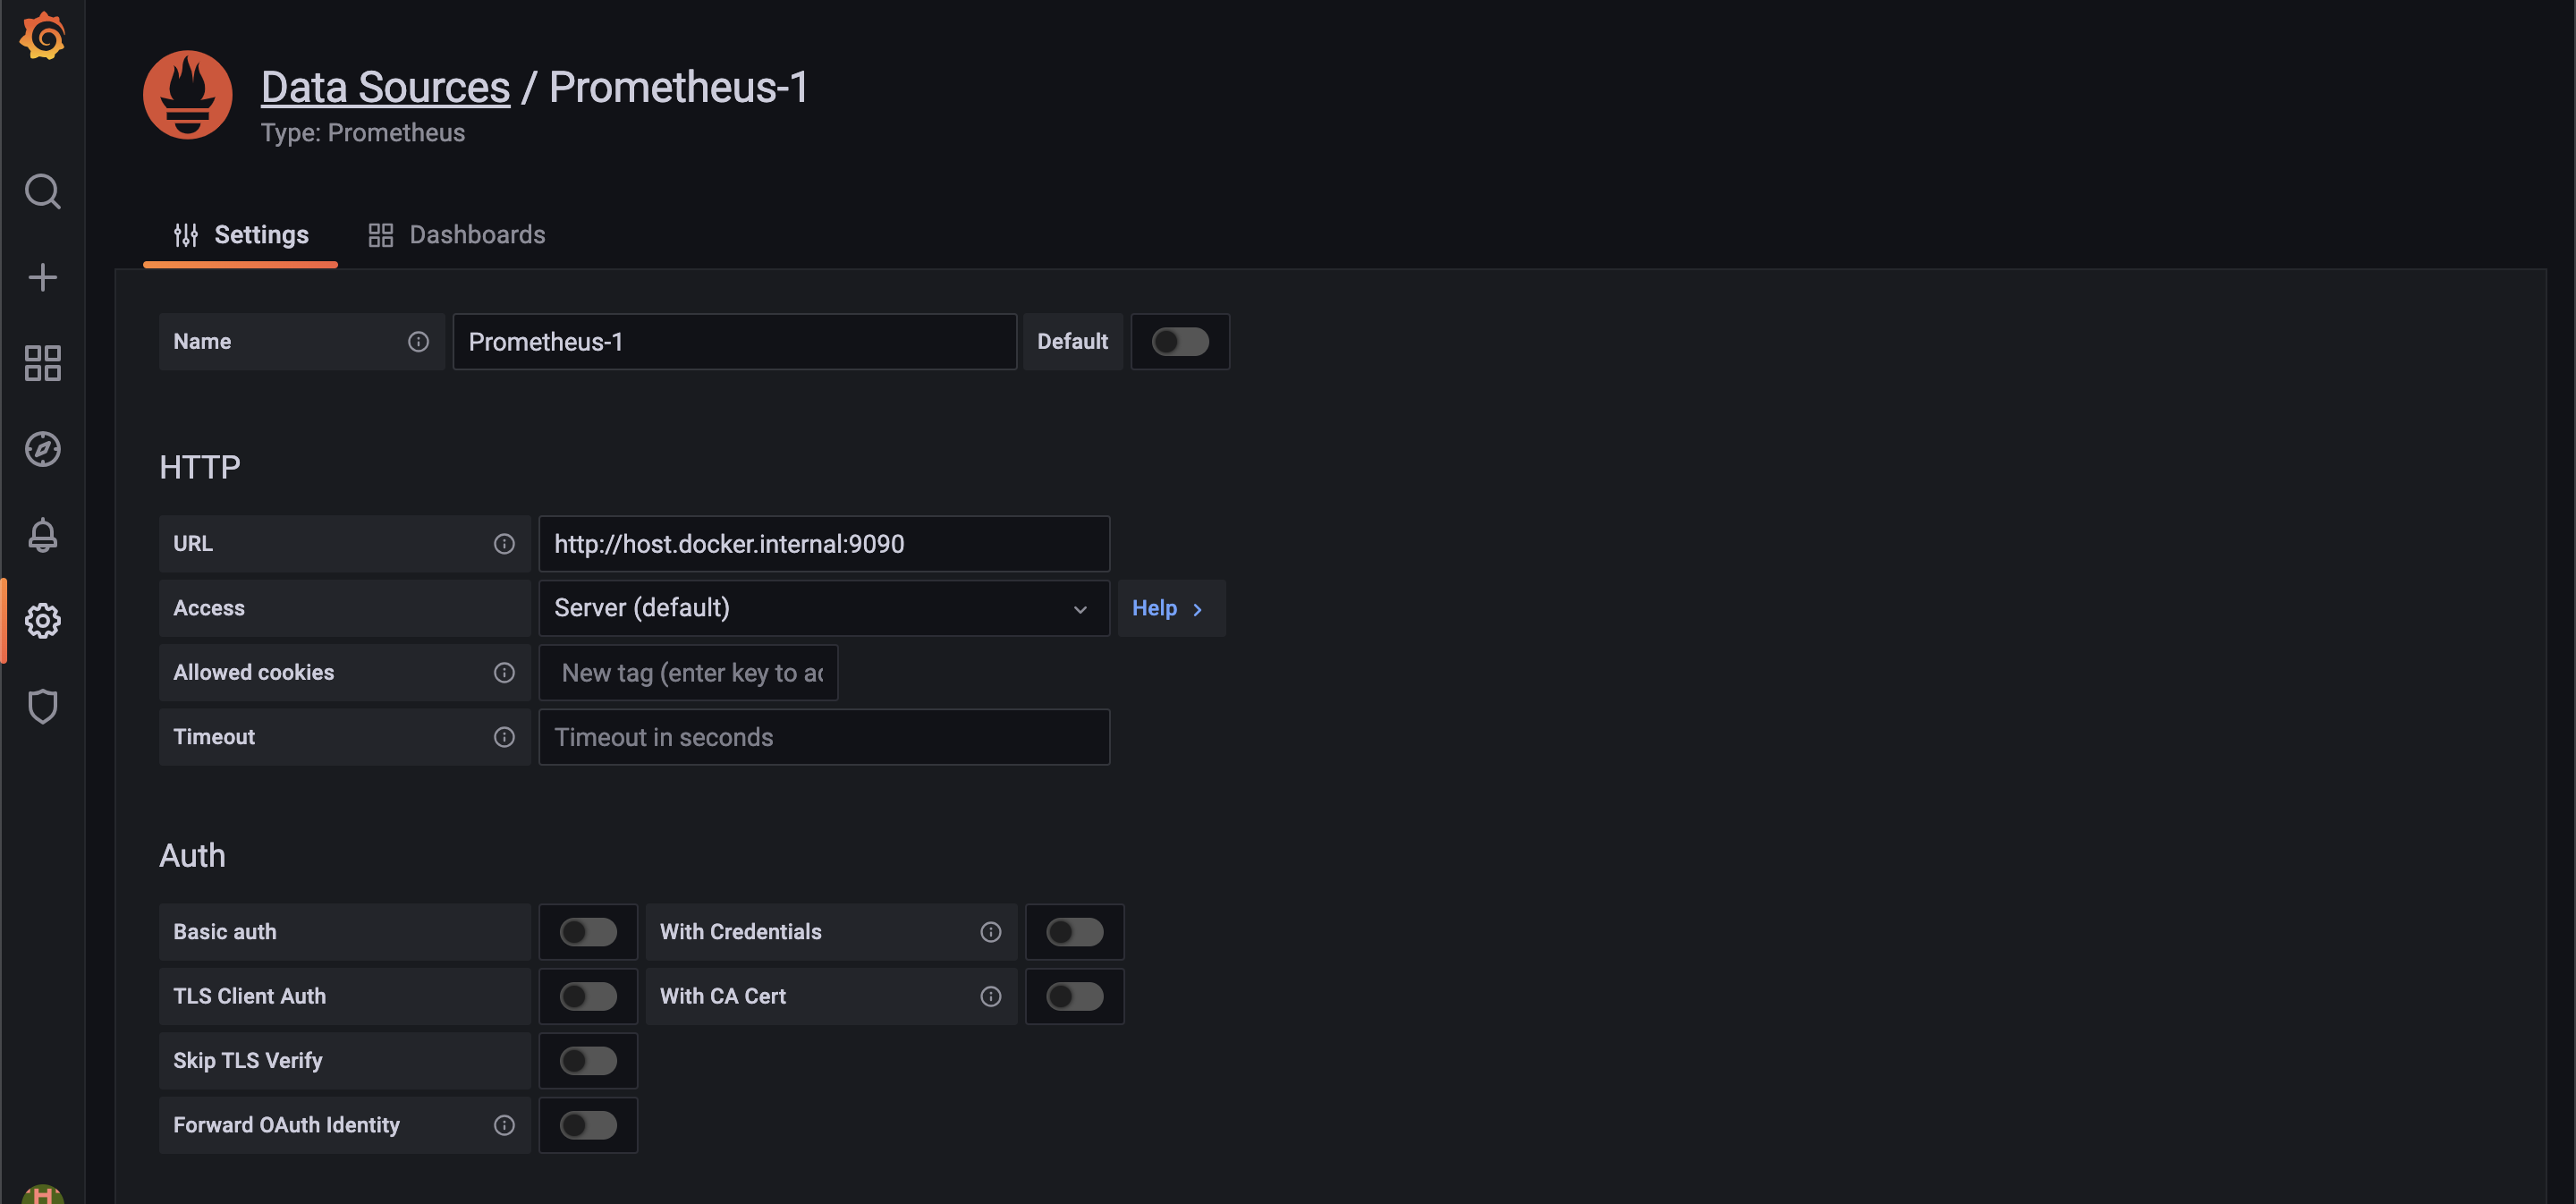 Data Sources / Prometheus-1
Type: Prometheus
Settings Dashboards
Name Prometheus-1 Default
HTTP
URL http://host.docker.internal:9090
Access Server (default) Help
Allowed cookies New tag (enter key to ad
Timeout Timeout in seconds
Auth
Basic auth With Credentials
TLS Client Auth With CA Cert
Skip TLS Verify
Forward OAuth Identity